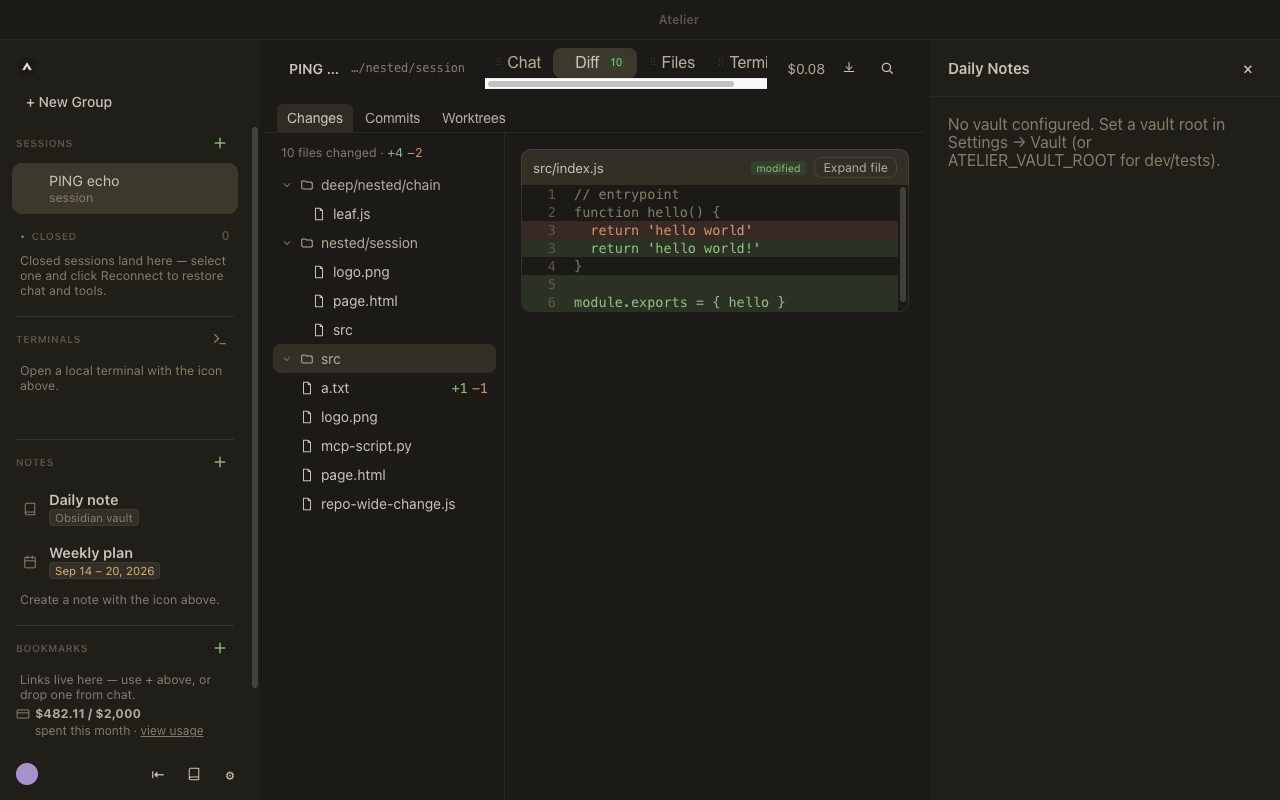 Atelier
+ New Group
SESSIONS
PING echo
session
CLOSED 0
Closed sessions land here — select
one and click Reconnect to restore
chat and tools.
TERMINALS
Open a local terminal with the icon
above.
NOTES
Daily note
Obsidian vault
Weekly plan
Sep 14 – 20, 2026
Create a note with the icon above.
BOOKMARKS
Links live here — use + above, or
drop one from chat.
$482.11 / $2,000
spent this month · view usage
PING ... …/nested/session
Chat Diff 10 Files Termi
$0.08
Changes Commits Worktrees
10 files changed · +4 −2
deep/nested/chain
leaf.js
nested/session
logo.png
page.html
src
src
a.txt +1 −1
logo.png
mcp-script.py
page.html
repo-wide-change.js
src/index.js modified Expand file
1 // entrypoint
2 function hello() {
3 return 'hello world'
3 return 'hello world!'
4 }
5
6 module.exports = { hello }
Daily Notes ×
No vault configured. Set a vault root in
Settings → Vault (or
ATELIER_VAULT_ROOT for dev/tests).